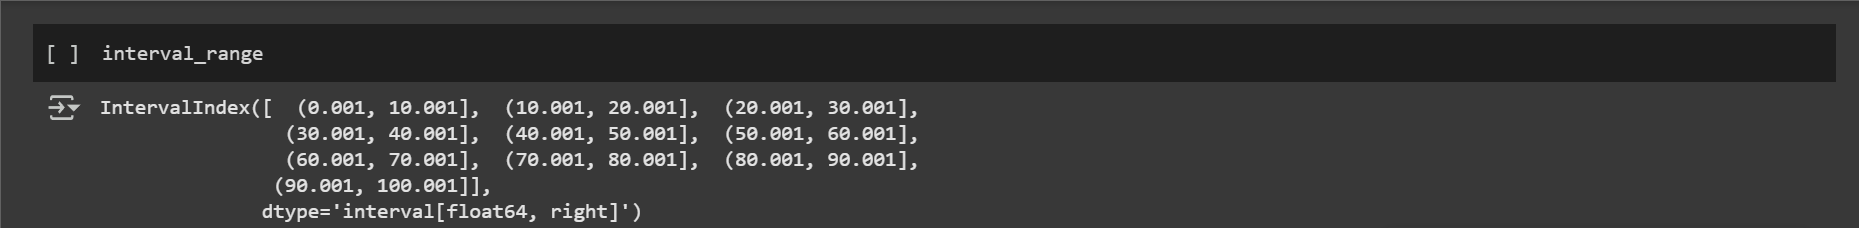 [ ] interval_range
IntervalIndex([  (0.001, 10.001],  (10.001, 20.001],  (20.001, 30.001],
(30.001, 40.001],  (40.001, 50.001],  (50.001, 60.001],
(60.001, 70.001],  (70.001, 80.001],  (80.001, 90.001],
(90.001, 100.001]],
dtype='interval[float64, right]')